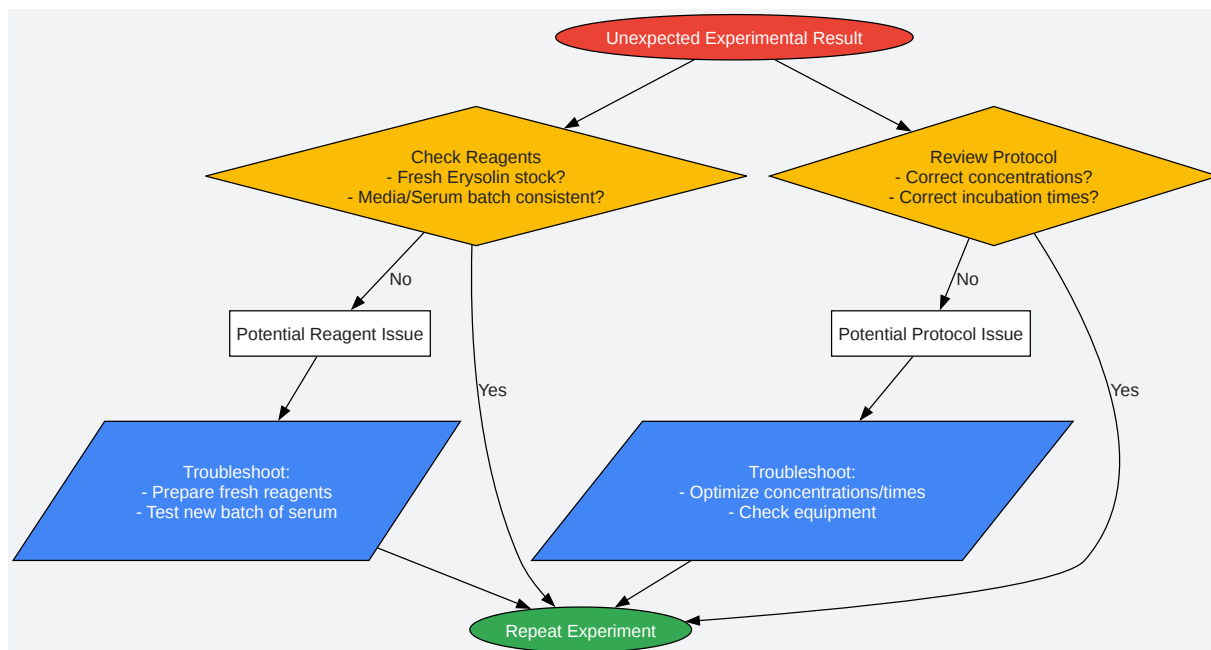 Unexpected Experimental Result
Check Reagents
- Fresh Erysolin stock?
- Media/Serum batch consistent?
Review Protocol
- Correct concentrations?
- Correct incubation times?
No
No
Potential Reagent Issue
Potential Protocol Issue
Yes
Yes
Troubleshoot:
- Prepare fresh reagents
- Test new batch of serum
Troubleshoot:
- Optimize concentrations/times
- Check equipment
Repeat Experiment